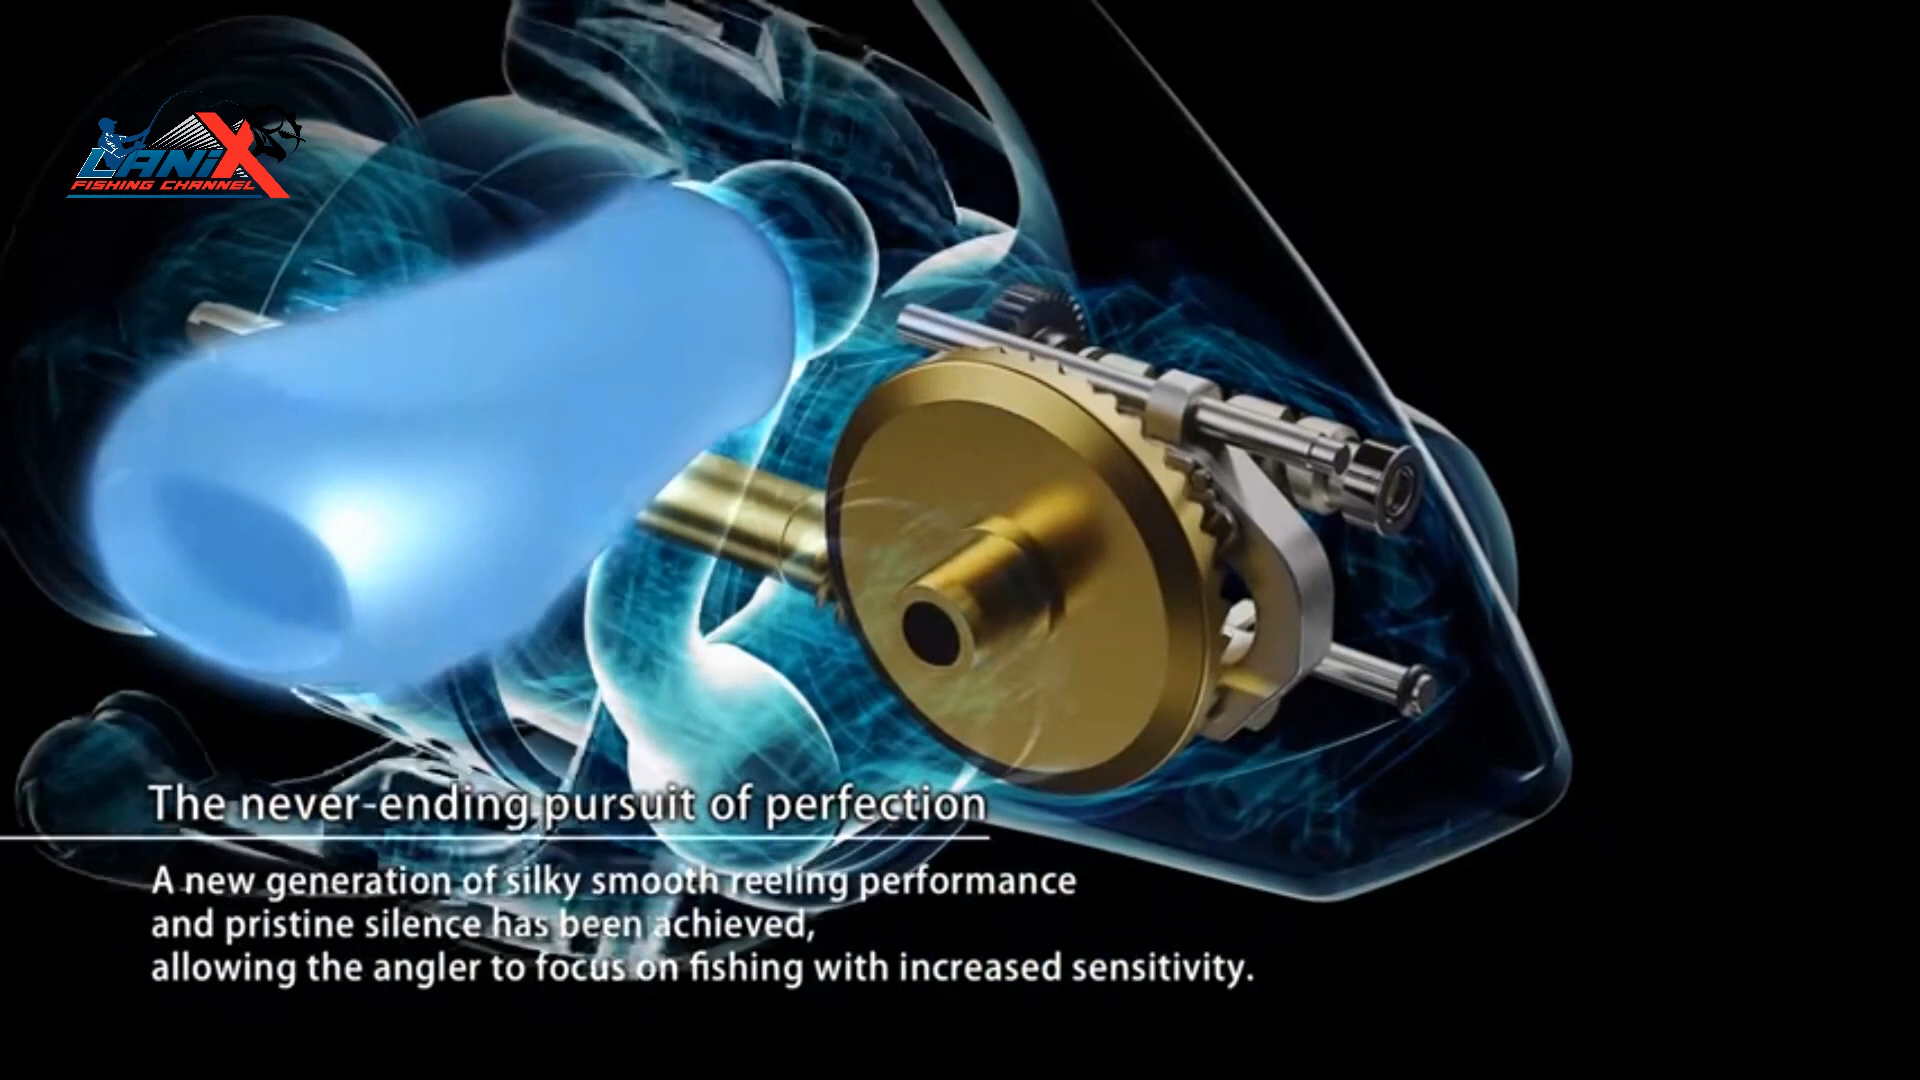 LANiX
FISHING CHANNEL
The never-ending pursuit of perfection
A new generation of silky smooth reeling performance
and pristine silence has been achieved,
allowing the angler to focus on fishing with increased sensitivity.